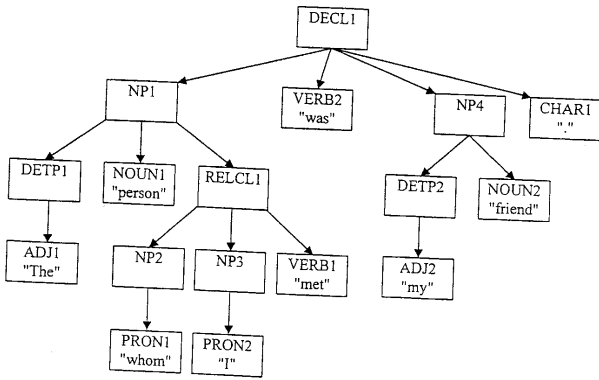 DECL1
NP1
VERB2
"was"
NP4
CHAR1
"."
DETP1
NOUN1
"person"
RELCL1
DETP2
NOUN2
"friend"
ADJ1
"The"
NP2
NP3
VERB1
"met"
ADJ2
"my"
PRON1
"whom"
PRON2
"I"